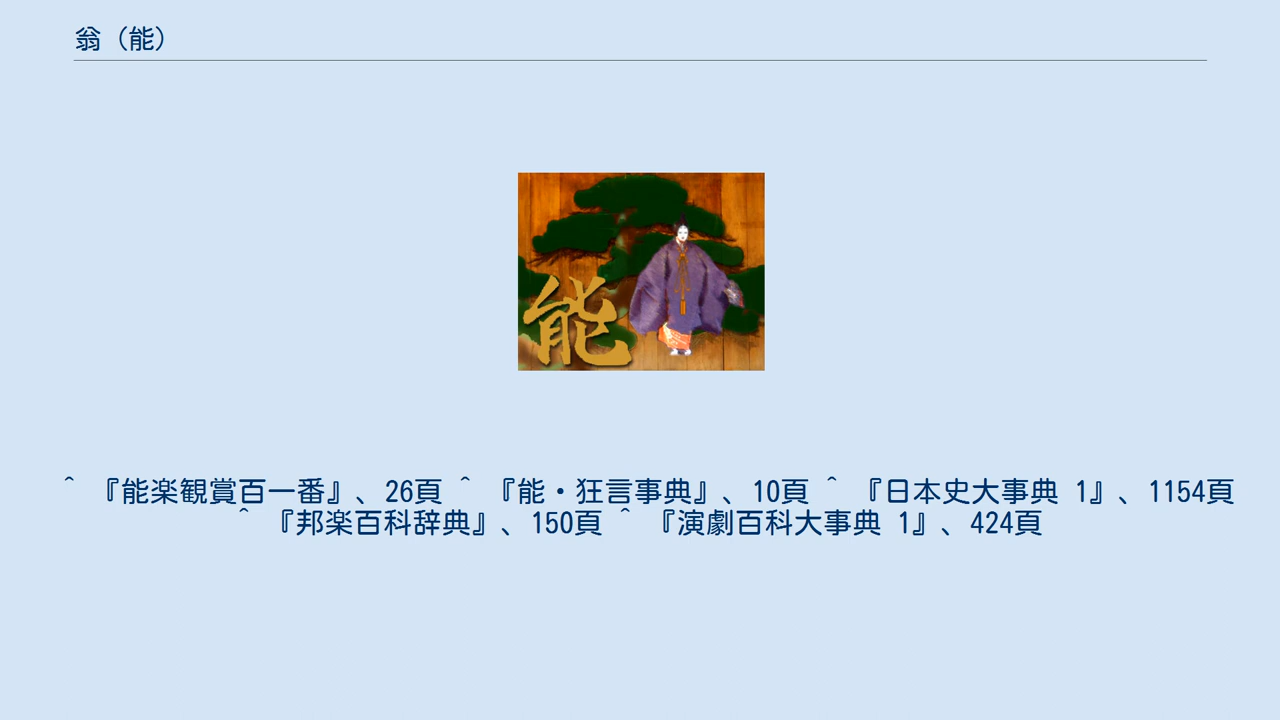 翁（能）
能
^ 『能楽観賞百一番』、26頁 ^ 『能・狂言事典』、10頁 ^ 『日本史大事典 1』、1154頁
^ 『邦楽百科辞典』、150頁 ^ 『演劇百科大事典 1』、424頁